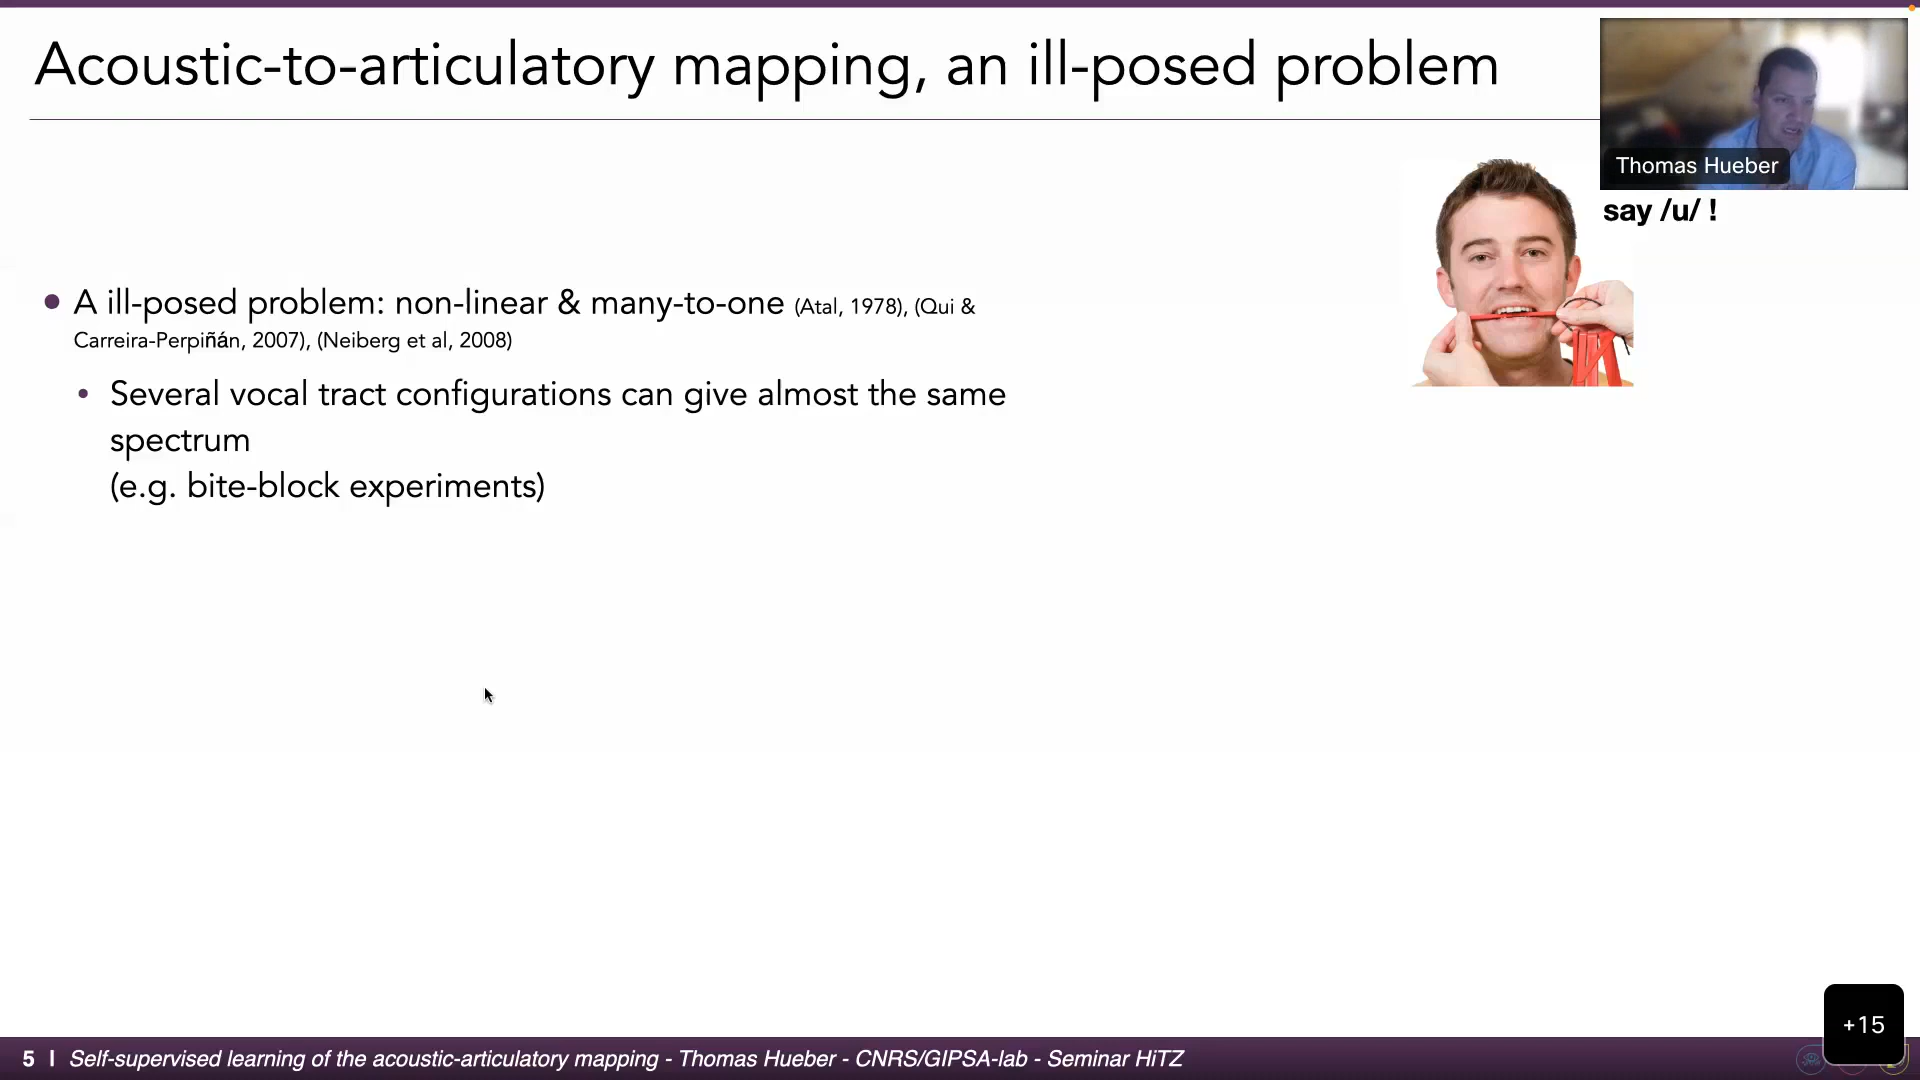 Acoustic-to-articulatory mapping, an ill-posed problem
Thomas Hueber
say /u/ !
A ill-posed problem: non-linear & many-to-one (Atal, 1978), (Qui &
Carreira-Perpiñán, 2007), (Neiberg et al, 2008)
Several vocal tract configurations can give almost the same
spectrum
(e.g. bite-block experiments)
+15
5 | Self-supervised learning of the acoustic-articulatory mapping - Thomas Hueber - CNRS/GIPSA-lab - Seminar HiTZ